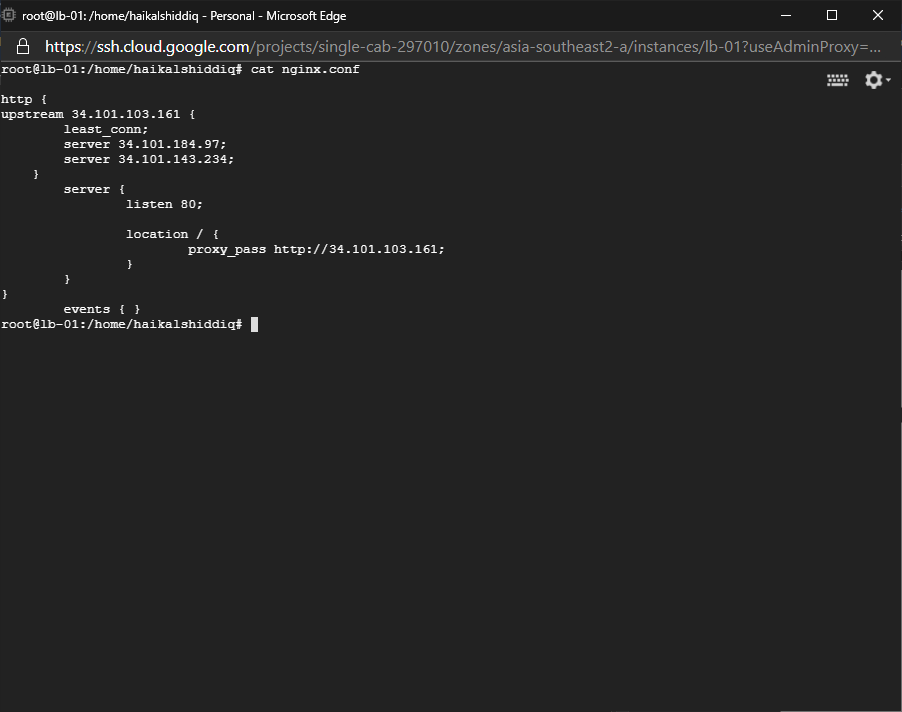 root@lb-01: /home/haikalshiddiq - Personal - Microsoft Edge
https://ssh.cloud.google.com/projects/single-cab-297010/zones/asia-southeast2-a/instances/lb-01?useAdminProxy=...
root@lb-01:/home/haikalshiddiq# cat nginx.conf
http {
upstream 34.101.103.161 {
least_conn;
server 34.101.184.97;
server 34.101.143.234;
}
server {
listen 80;
location / {
proxy_pass http://34.101.103.161;
}
}
}
events { }
root@lb-01:/home/haikalshiddiq#